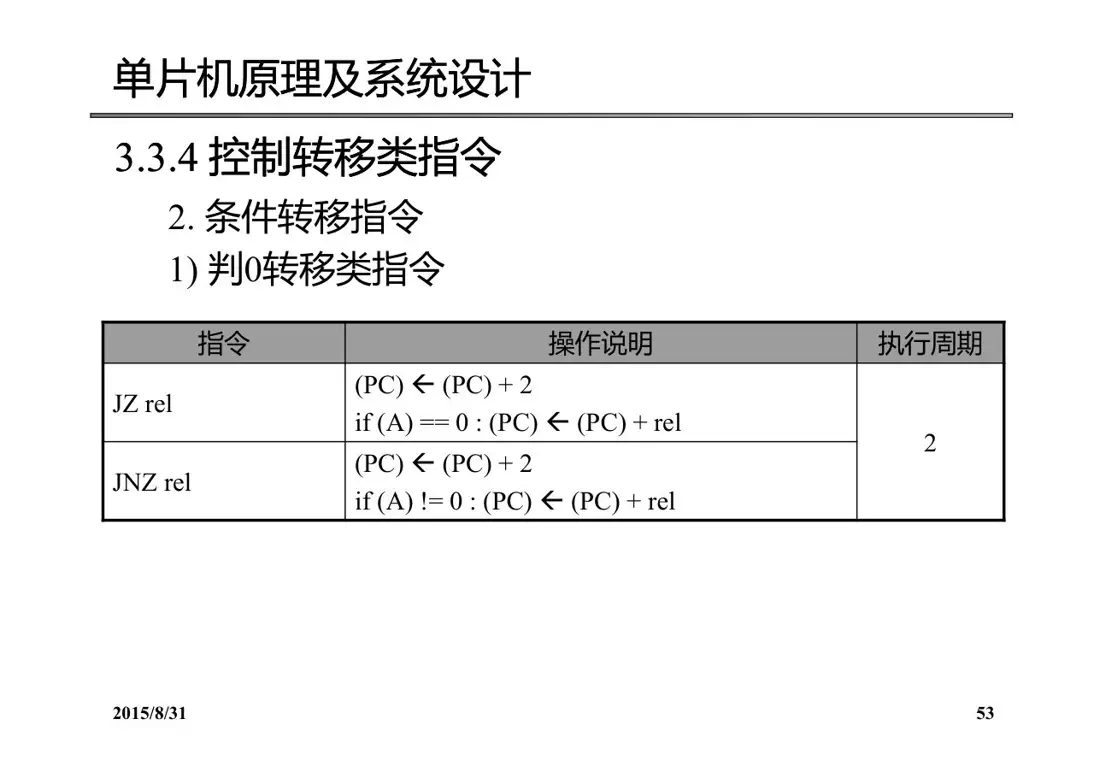 单片机原理及系统设计
3.3.4 控制转移类指令
2. 条件转移指令
1) 判0转移类指令
指令 操作说明 执行周期
JZ rel
(PC) ← (PC) + 2
if (A) == 0 : (PC) ← (PC) + rel
2
JNZ rel
(PC) ← (PC) + 2
if (A) != 0 : (PC) ← (PC) + rel
2015/8/31 53